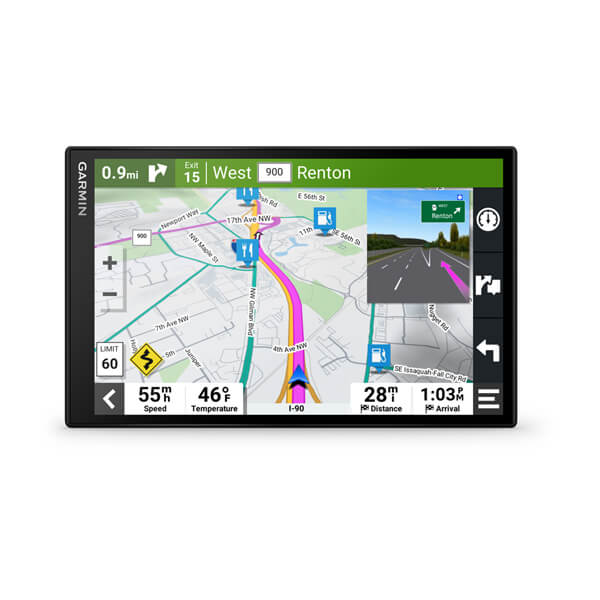 GARMIN
0.9mi
Exit
15
West
900
Renton
E 56th St
Newport Way
17th Ave NW
11th
E 56th St
900
NW Maple St
WEST
Renton
NW Gilman Blvd
7th Ave NW
4th Ave NW
5th
Juniper
LIMIT
60
SE Issaquah-Fall City Rd
55mh
Speed
46°F
Temperature
I-90
28mi
Distance
1:03PM
Arrival